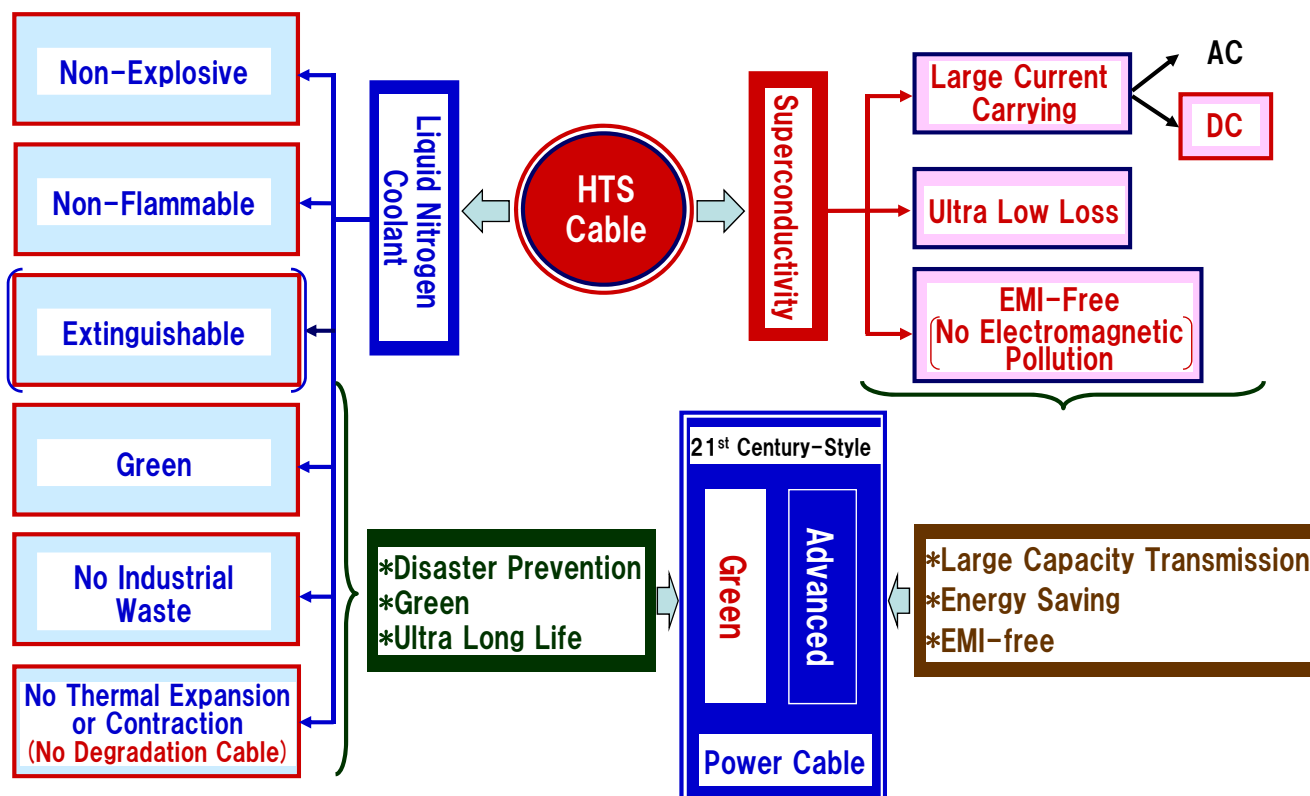 Non-Explosive
Non-Flammable
Extinguishable
Green
No Industrial
Waste
No Thermal Expansion
or Contraction
(No Degradation Cable)
Liquid Nitrogen
Coolant
HTS
Cable
Superconductivity
Large Current
Carrying
AC
DC
Ultra Low Loss
EMI-Free
(No Electromagnetic
Pollution)
*Disaster Prevention
*Green
*Ultra Long Life
21st Century-Style
Green
Advanced
Power Cable
*Large Capacity Transmission
*Energy Saving
*EMI-free